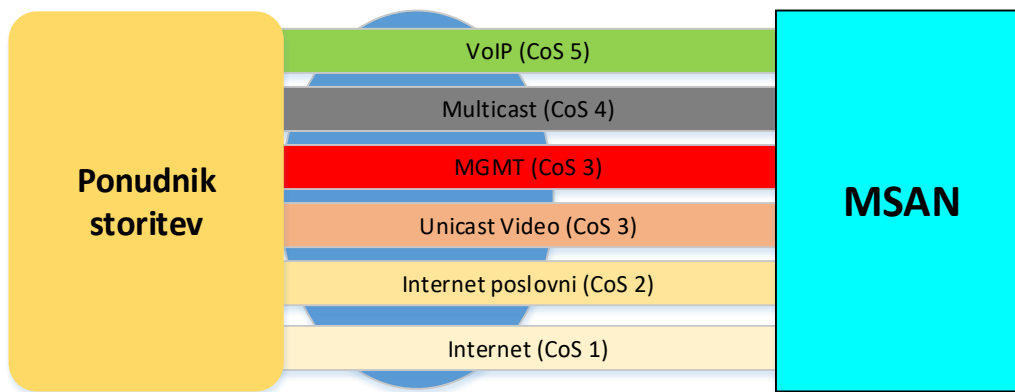 Ponudnik
storitev
VoIP (CoS 5)
Multicast (CoS 4)
MGMT (CoS 3)
Unicast Video (CoS 3)
Internet poslovni (CoS 2)
Internet (CoS 1)
MSAN